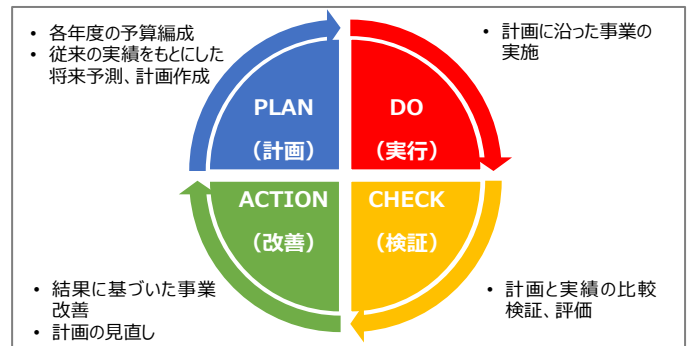 • 各年度の予算編成
• 従来の実績をもとにした
将来予測、計画作成
• 計画に沿った事業の
実施
PLAN
（計画）
DO
（実行）
ACTION
（改善）
CHECK
（検証）
• 結果に基づいた事業
改善
• 計画の見直し
• 計画と実績の比較
検証、評価